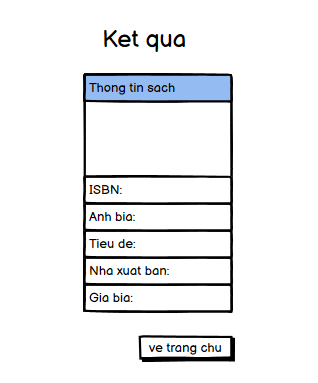 Ket qua
Thong tin sach
ISBN:
Anh bia:
Tieu de:
Nha xuat ban:
Gia bia:
ve trang chu